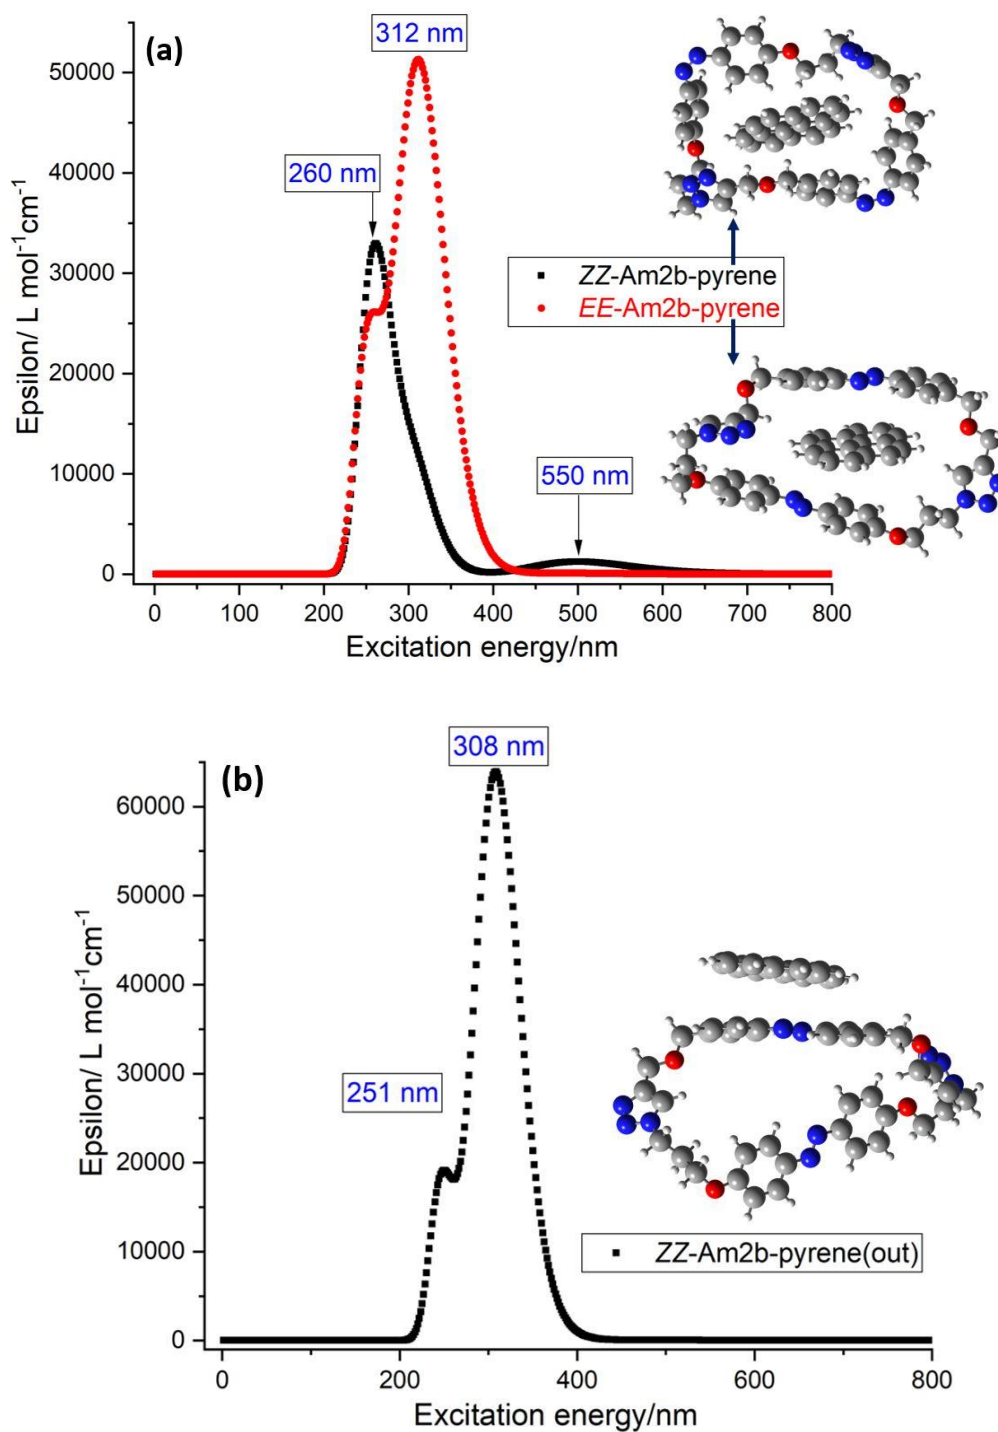 (a)
312 nm
260 nm
550 nm
ZZ-Am2b-pyrene
EE-Am2b-pyrene
50000
40000
30000
20000
10000
0
Epsilon/ L mol⁻¹cm⁻¹
0 100 200 300 400 500 600 700 800
Excitation energy/nm
(b)
308 nm
251 nm
60000
50000
40000
30000
20000
10000
0
Epsilon/ L mol⁻¹cm⁻¹
ZZ-Am2b-pyrene(out)
0 200 400 600 800
Excitation energy/nm